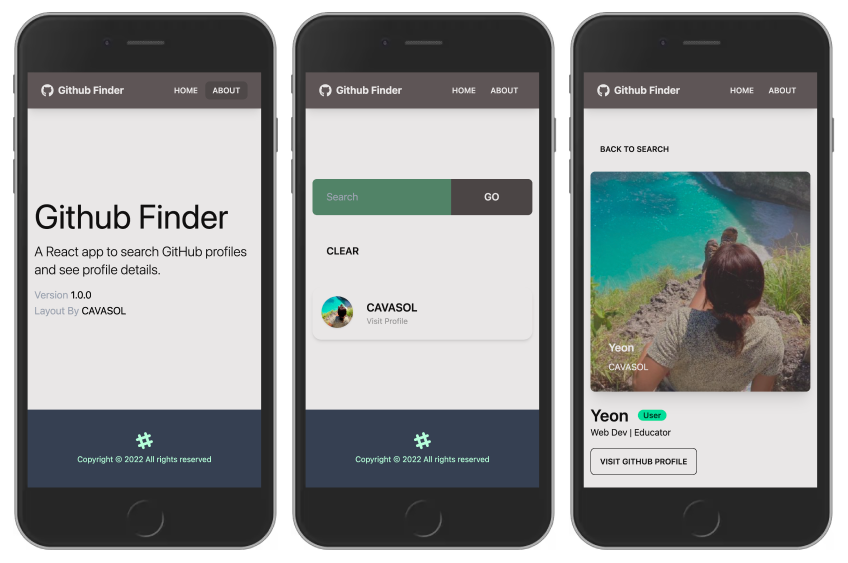 Github Finder
HOME
ABOUT
Github Finder
A React app to search GitHub profiles
and see profile details.
Version 1.0.0
Layout By CAVASOL
Copyright © 2022 All rights reserved
Github Finder
HOME
ABOUT
Search
GO
CLEAR
CAVASOL
Visit Profile
Copyright © 2022 All rights reserved
Github Finder
HOME
ABOUT
BACK TO SEARCH
Yeon
CAVASOL
Yeon User
Web Dev | Educator
VISIT GITHUB PROFILE